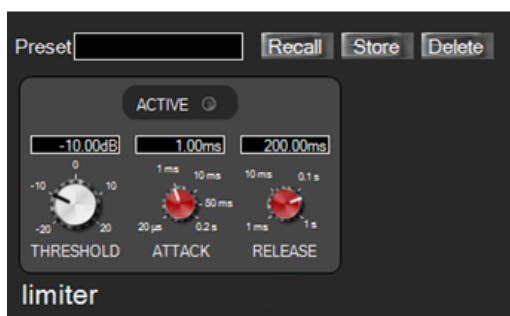 Preset Recall Store Delete
ACTIVE
-10.00dB 1.00ms 200.00ms
0 1 ms 10 ms 10 ms 0.1 s
-10 10 50 ms
-20 20 20 µs 0.2 s 1 ms 1 s
THRESHOLD ATTACK RELEASE
limiter